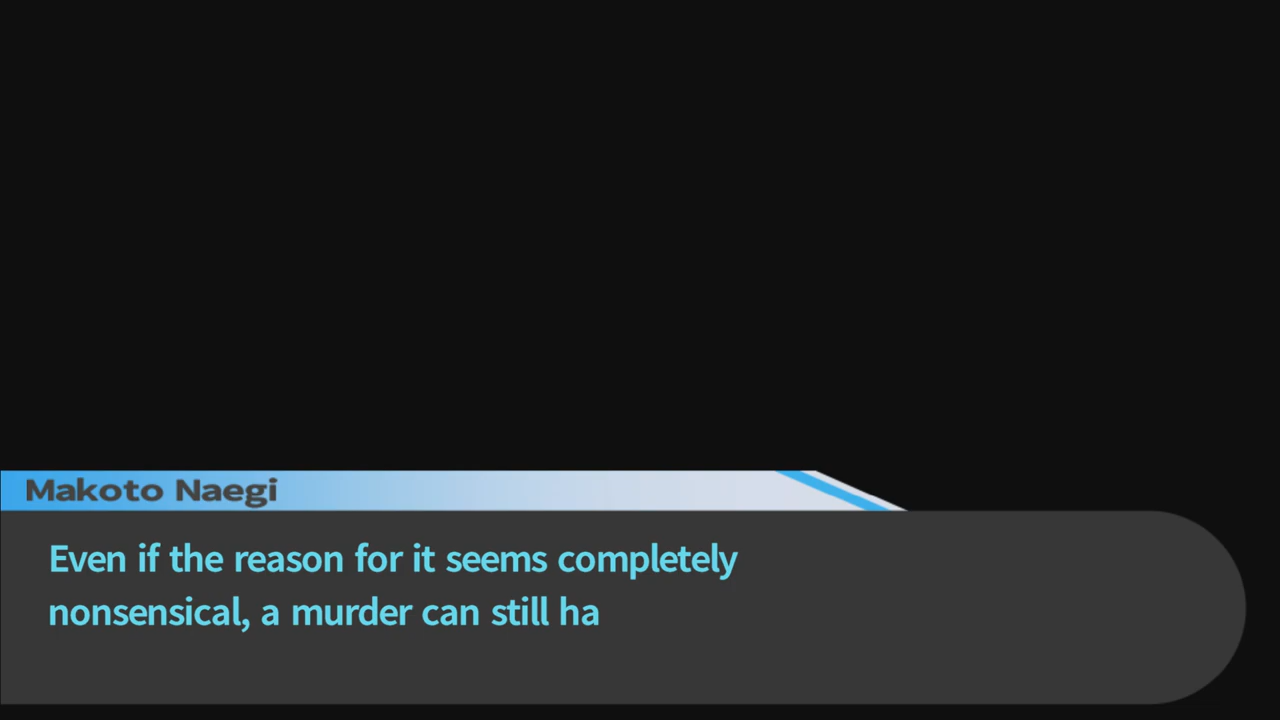 Makoto Naegi
Even if the reason for it seems completely
nonsensical, a murder can still ha